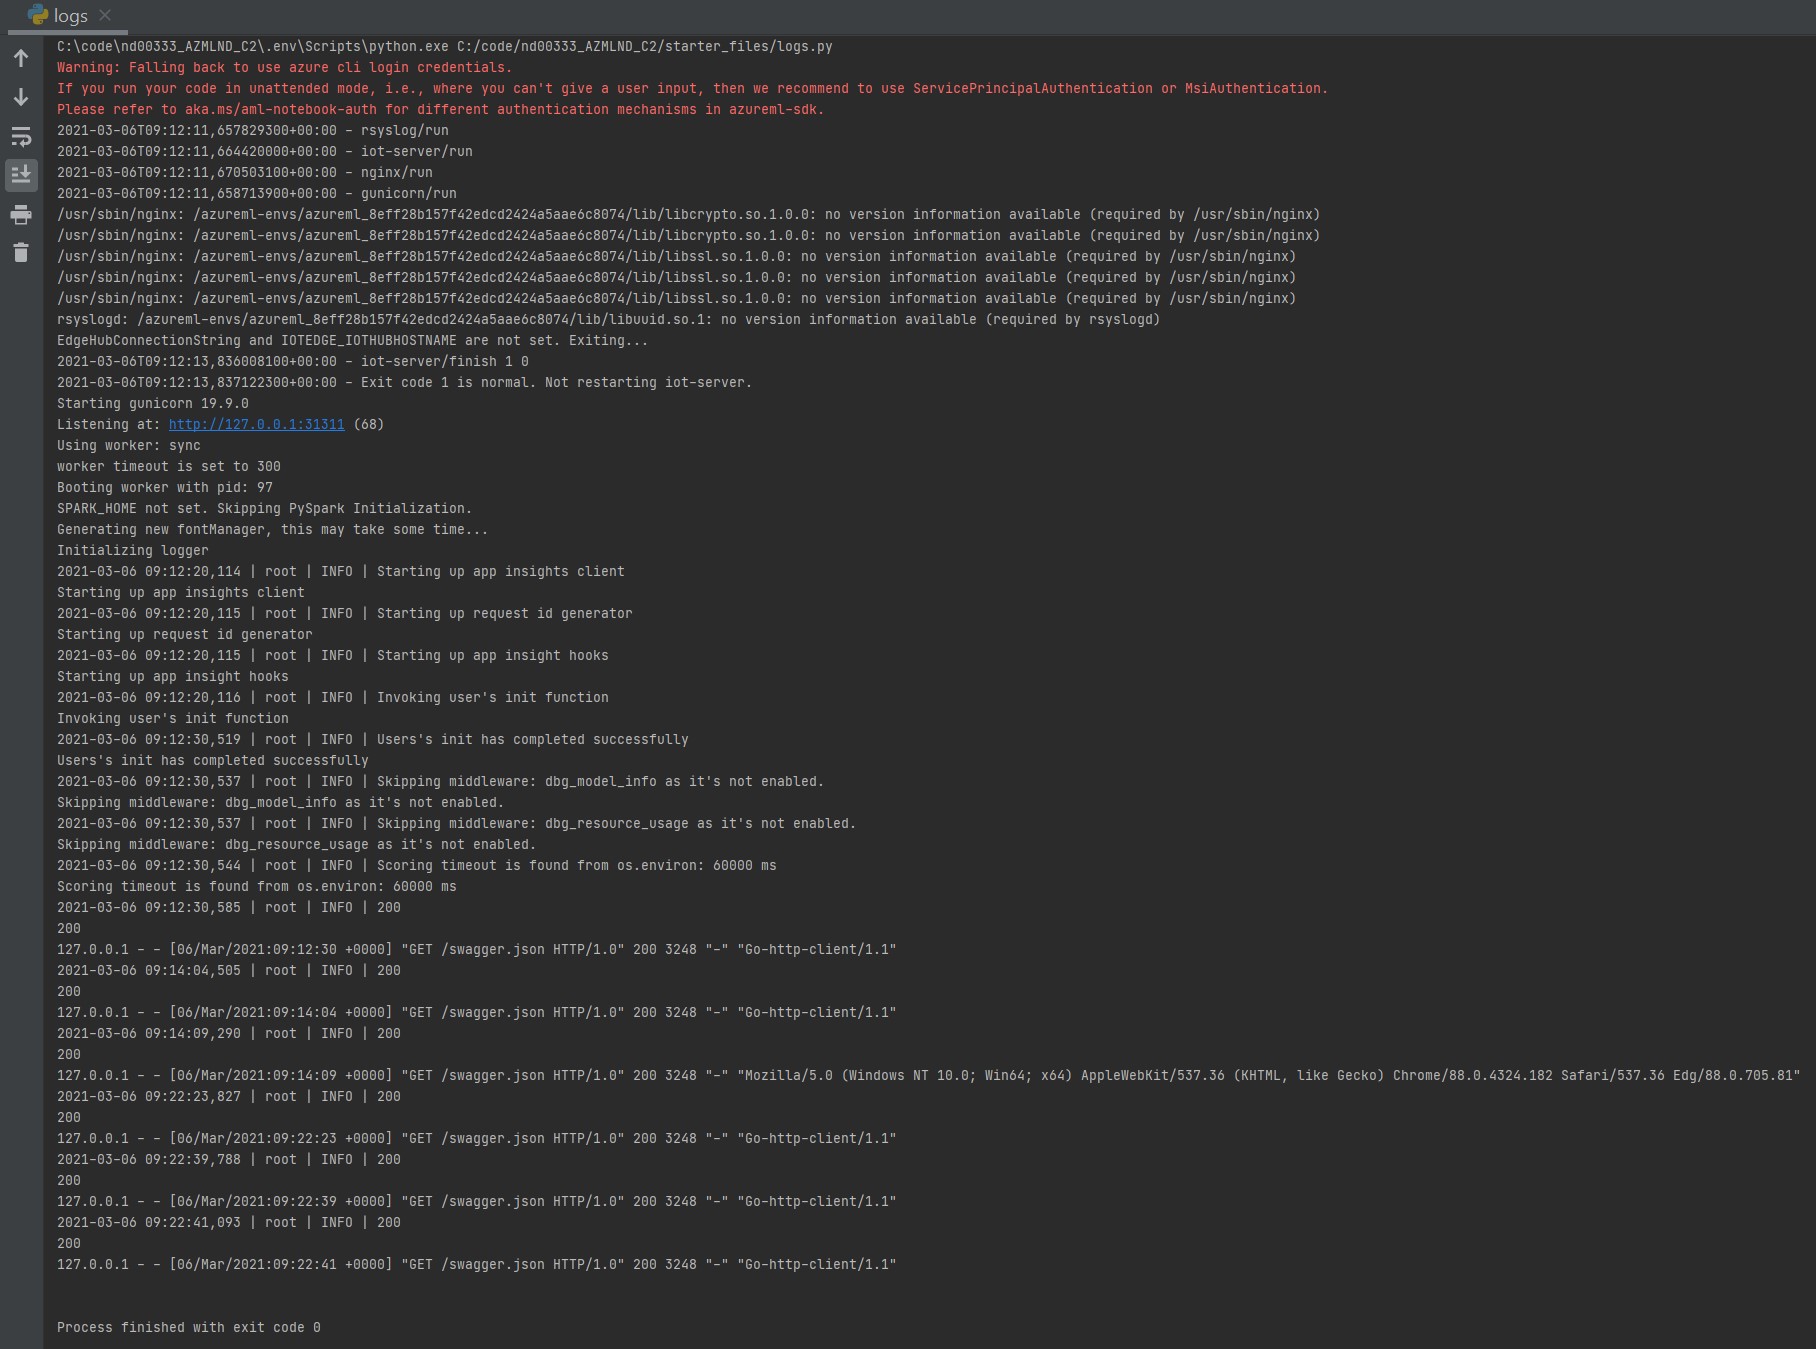 logs
C:\code\nd00333_AZMLND_C2\.env\Scripts\python.exe C:/code/nd00333_AZMLND_C2/starter_files/logs.py
Warning: Falling back to use azure cli login credentials.
If you run your code in unattended mode, i.e., where you can't give a user input, then we recommend to use ServicePrincipalAuthentication or MsiAuthentication.
Please refer to aka.ms/aml-notebook-auth for different authentication mechanisms in azureml-sdk.
2021-03-06T09:12:11,657829300+00:00 - rsyslog/run
2021-03-06T09:12:11,664420000+00:00 - iot-server/run
2021-03-06T09:12:11,670503100+00:00 - nginx/run
2021-03-06T09:12:11,658713900+00:00 - gunicorn/run
/usr/sbin/nginx: /azureml-envs/azureml_8eff28b157f42edcd2424a5aae6c8074/lib/libcrypto.so.1.0.0: no version information available (required by /usr/sbin/nginx)
/usr/sbin/nginx: /azureml-envs/azureml_8eff28b157f42edcd2424a5aae6c8074/lib/libcrypto.so.1.0.0: no version information available (required by /usr/sbin/nginx)
/usr/sbin/nginx: /azureml-envs/azureml_8eff28b157f42edcd2424a5aae6c8074/lib/libssl.so.1.0.0: no version information available (required by /usr/sbin/nginx)
/usr/sbin/nginx: /azureml-envs/azureml_8eff28b157f42edcd2424a5aae6c8074/lib/libssl.so.1.0.0: no version information available (required by /usr/sbin/nginx)
/usr/sbin/nginx: /azureml-envs/azureml_8eff28b157f42edcd2424a5aae6c8074/lib/libssl.so.1.0.0: no version information available (required by /usr/sbin/nginx)
rsyslogd: /azureml-envs/azureml_8eff28b157f42edcd2424a5aae6c8074/lib/libuuid.so.1: no version information available (required by rsyslogd)
EdgeHubConnectionString and IOTEDGE_IOTHUBHOSTNAME are not set. Exiting...
2021-03-06T09:12:13,836008100+00:00 - iot-server/finish 1 0
2021-03-06T09:12:13,837122300+00:00 - Exit code 1 is normal. Not restarting iot-server.
Starting gunicorn 19.9.0
Listening at: http://127.0.0.1:31311 (68)
Using worker: sync
worker timeout is set to 300
Booting worker with pid: 97
SPARK_HOME not set. Skipping PySpark Initialization.
Generating new fontManager, this may take some time...
Initializing logger
2021-03-06 09:12:20,114 | root | INFO | Starting up app insights client
Starting up app insights client
2021-03-06 09:12:20,115 | root | INFO | Starting up request id generator
Starting up request id generator
2021-03-06 09:12:20,115 | root | INFO | Starting up app insight hooks
Starting up app insight hooks
2021-03-06 09:12:20,116 | root | INFO | Invoking user's init function
Invoking user's init function
2021-03-06 09:12:30,519 | root | INFO | Users's init has completed successfully
Users's init has completed successfully
2021-03-06 09:12:30,537 | root | INFO | Skipping middleware: dbg_model_info as it's not enabled.
Skipping middleware: dbg_model_info as it's not enabled.
2021-03-06 09:12:30,537 | root | INFO | Skipping middleware: dbg_resource_usage as it's not enabled.
Skipping middleware: dbg_resource_usage as it's not enabled.
2021-03-06 09:12:30,544 | root | INFO | Scoring timeout is found from os.environ: 60000 ms
Scoring timeout is found from os.environ: 60000 ms
2021-03-06 09:12:30,585 | root | INFO | 200
200
127.0.0.1 - - [06/Mar/2021:09:12:30 +0000] "GET /swagger.json HTTP/1.0" 200 3248 "-" "Go-http-client/1.1"
2021-03-06 09:14:04,505 | root | INFO | 200
200
127.0.0.1 - - [06/Mar/2021:09:14:04 +0000] "GET /swagger.json HTTP/1.0" 200 3248 "-" "Go-http-client/1.1"
2021-03-06 09:14:09,290 | root | INFO | 200
200
127.0.0.1 - - [06/Mar/2021:09:14:09 +0000] "GET /swagger.json HTTP/1.0" 200 3248 "-" "Mozilla/5.0 (Windows NT 10.0; Win64; x64) AppleWebKit/537.36 (KHTML, like Gecko) Chrome/88.0.4324.182 Safari/537.36 Edg/88.0.705.81"
2021-03-06 09:22:23,827 | root | INFO | 200
200
127.0.0.1 - - [06/Mar/2021:09:22:23 +0000] "GET /swagger.json HTTP/1.0" 200 3248 "-" "Go-http-client/1.1"
2021-03-06 09:22:39,788 | root | INFO | 200
200
127.0.0.1 - - [06/Mar/2021:09:22:39 +0000] "GET /swagger.json HTTP/1.0" 200 3248 "-" "Go-http-client/1.1"
2021-03-06 09:22:41,093 | root | INFO | 200
200
127.0.0.1 - - [06/Mar/2021:09:22:41 +0000] "GET /swagger.json HTTP/1.0" 200 3248 "-" "Go-http-client/1.1"
Process finished with exit code 0